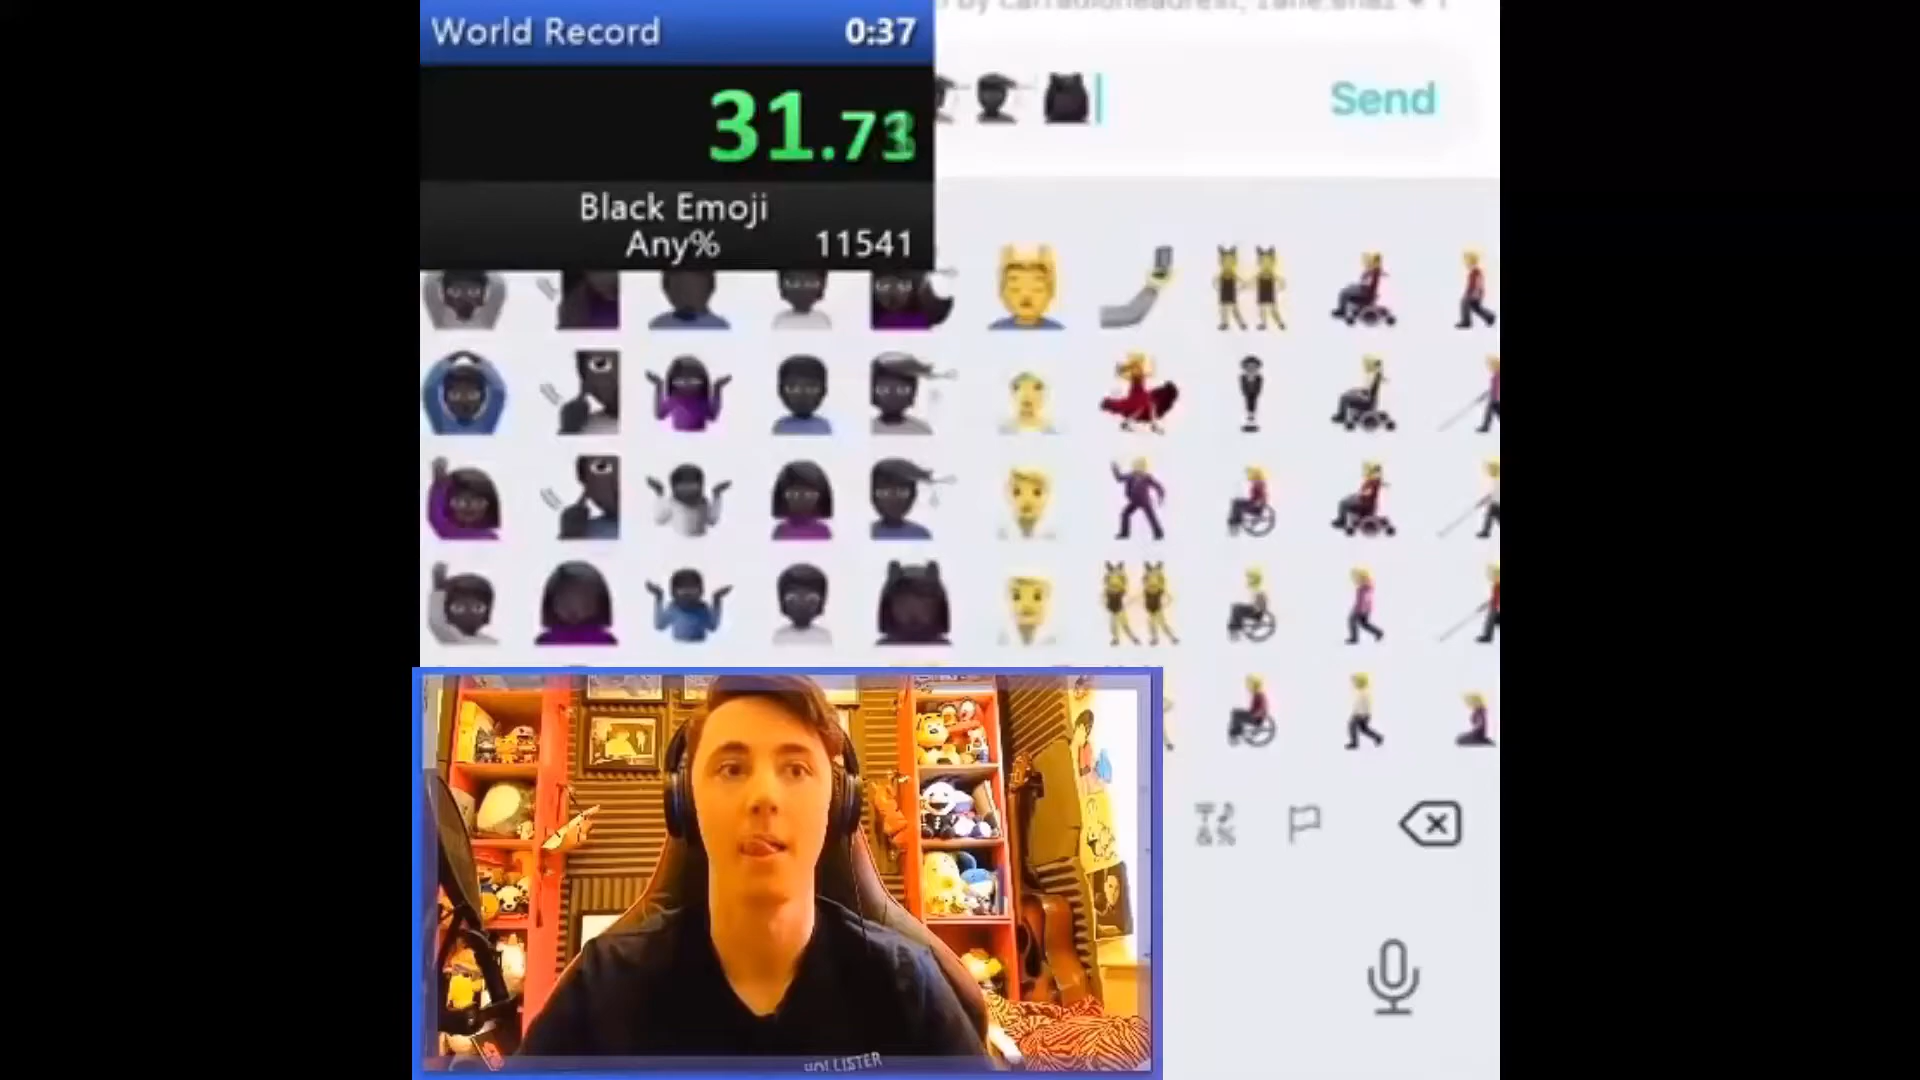 World Record 0:37
31.73
Send
Black Emoji
Any% 11541
HOLLISTER